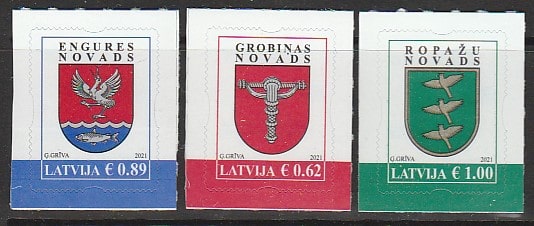 ENGURES
NOVADS
G.GRĪVA 2021
LATVIJA € 0.89
GROBIŅAS
NOVADS
G.GRĪVA 2021
LATVIJA € 0.62
ROPAŽU
NOVADS
G.GRĪVA 2021
LATVIJA € 1.00